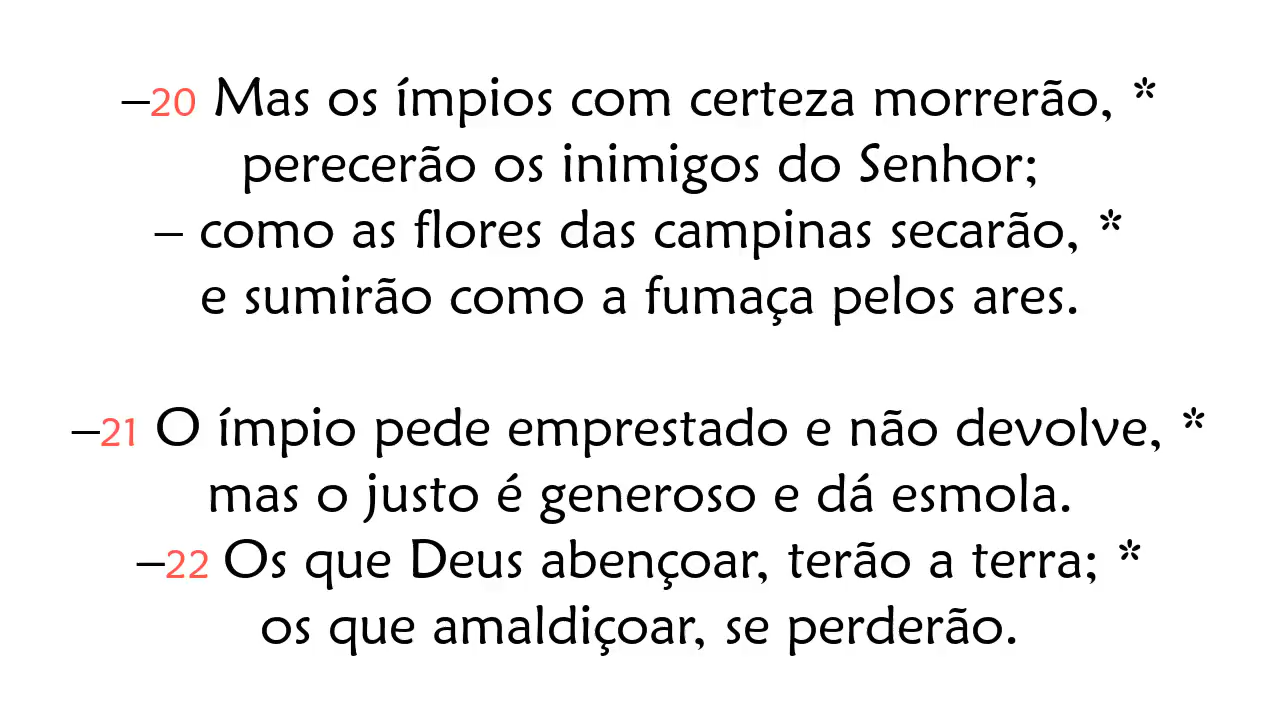 –20 Mas os ímpios com certeza morrerão, *
perecerão os inimigos do Senhor;
– como as flores das campinas secarão, *
e sumirão como a fumaça pelos ares.
–21 O ímpio pede emprestado e não devolve, *
mas o justo é generoso e dá esmola.
–22 Os que Deus abençoar, terão a terra; *
os que amaldiçoar, se perderão.